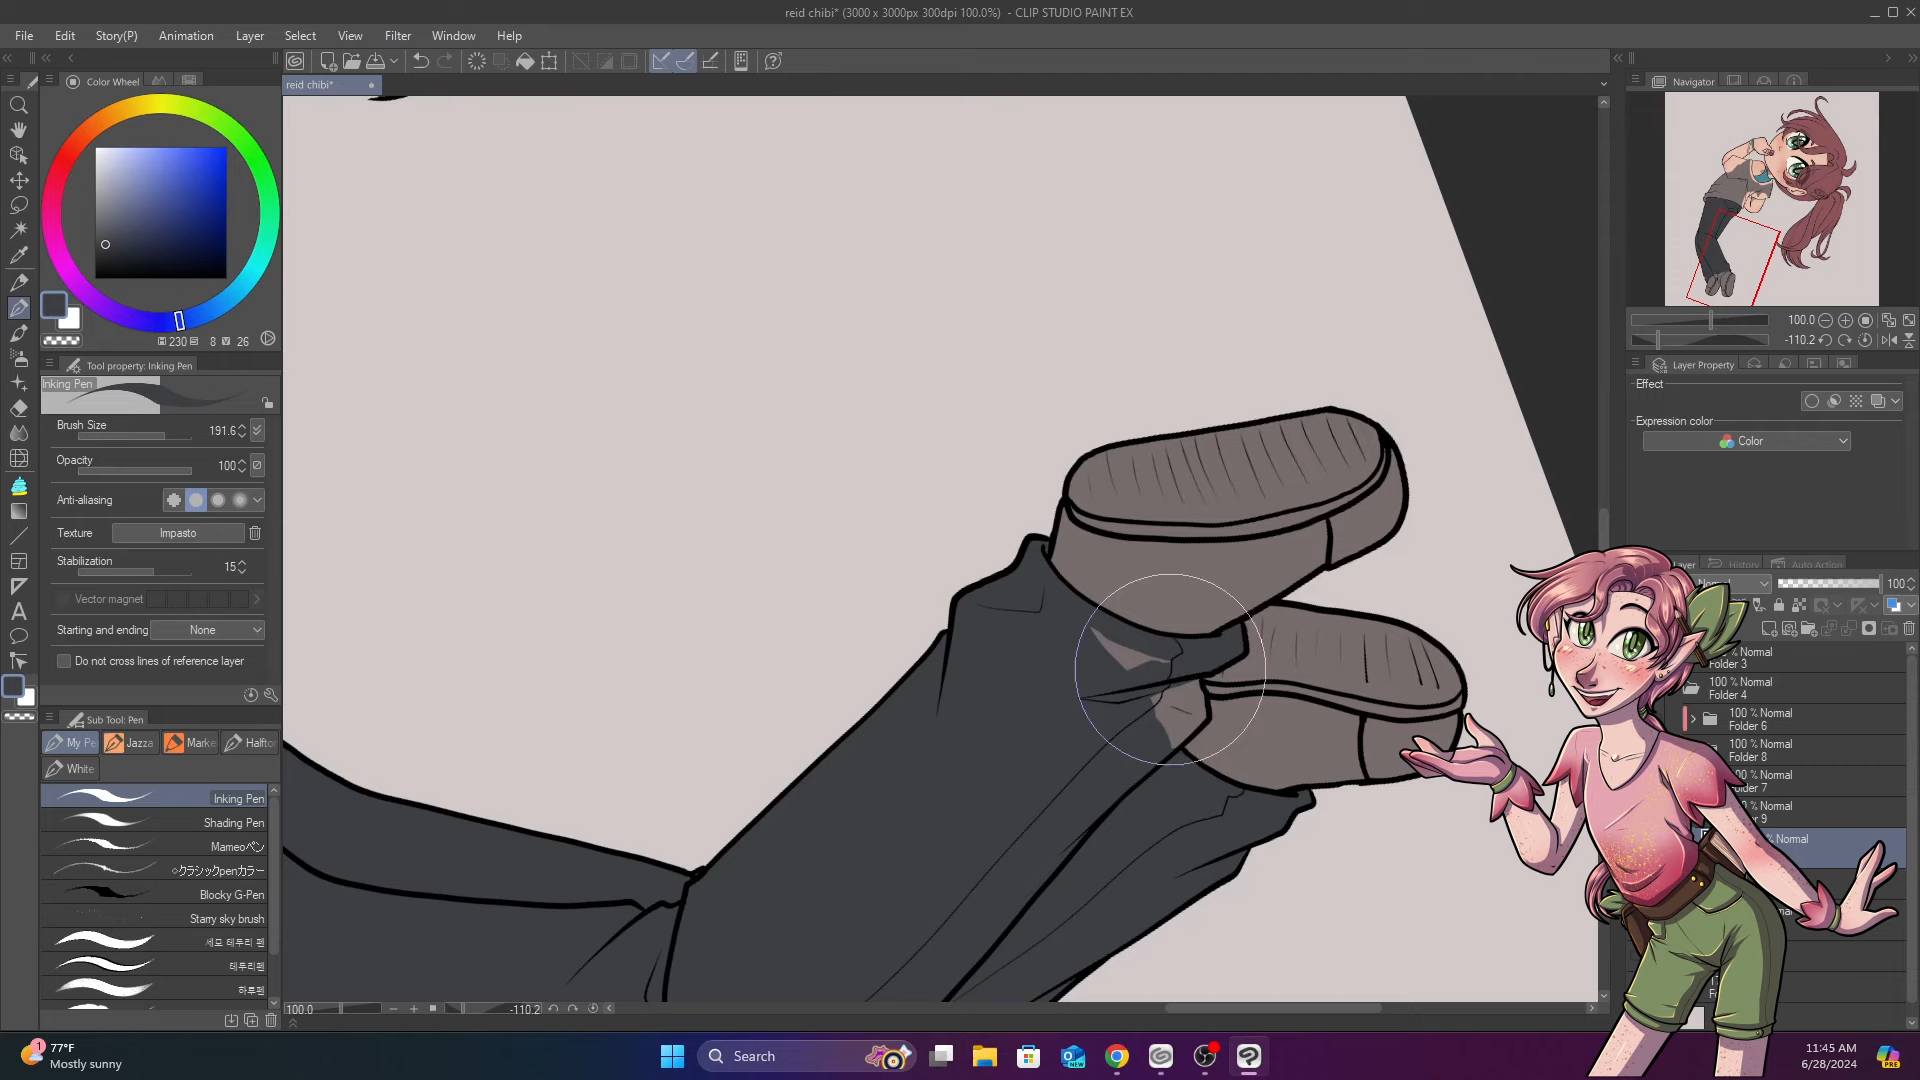 reid chibi* (3000 x 3000px 300dpi 100.0%)  - CLIP STUDIO PAINT EX
File Edit Story(P) Animation Layer Select View Filter Window Help
reid chibi*
Color Wheel
230 8 V 26
Tool property: Inking Pen
Inking Pen
Brush Size 191.6
Opacity 100
Anti-aliasing
Texture Impasto
Stabilization 15
Vector magnet
Starting and ending None
Do not cross lines of reference layer
Sub Tool: Pen
My Pe Jazza Marke Halfto
White
Inking Pen
Shading Pen
Mameoペン
○クラシックpenカラー
Blocky G-Pen
Starry sky brush
세모 테두리 펜
테두리펜
하루펜
100.0 -110.2
Navigator
100.0
-110.2
Layer Property
Effect
Expression color
Color
Layer History Auto Action
Normal 100
Normal
Folder 3
100 % Normal
Folder 4
100 % Normal
Folder 6
100 % Normal
Folder 8
100 % Normal
Folder 7
100 % Normal
9
% Normal
1
77°F
Mostly sunny
Search
11:45 AM
6/28/2024
PRE